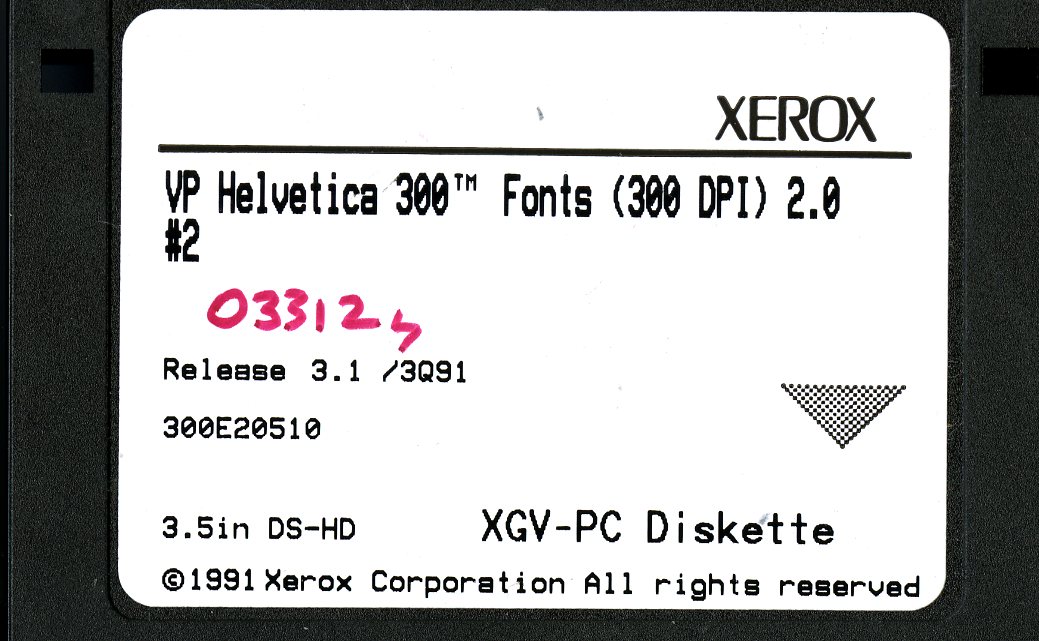 XEROX
VP Helvetica 300™ Fonts (300 DPI) 2.0
#2
03312
Release 3.1 /3Q91
300E20510
3.5in DS-HD XGV-PC Diskette
©1991 Xerox Corporation All rights reserved